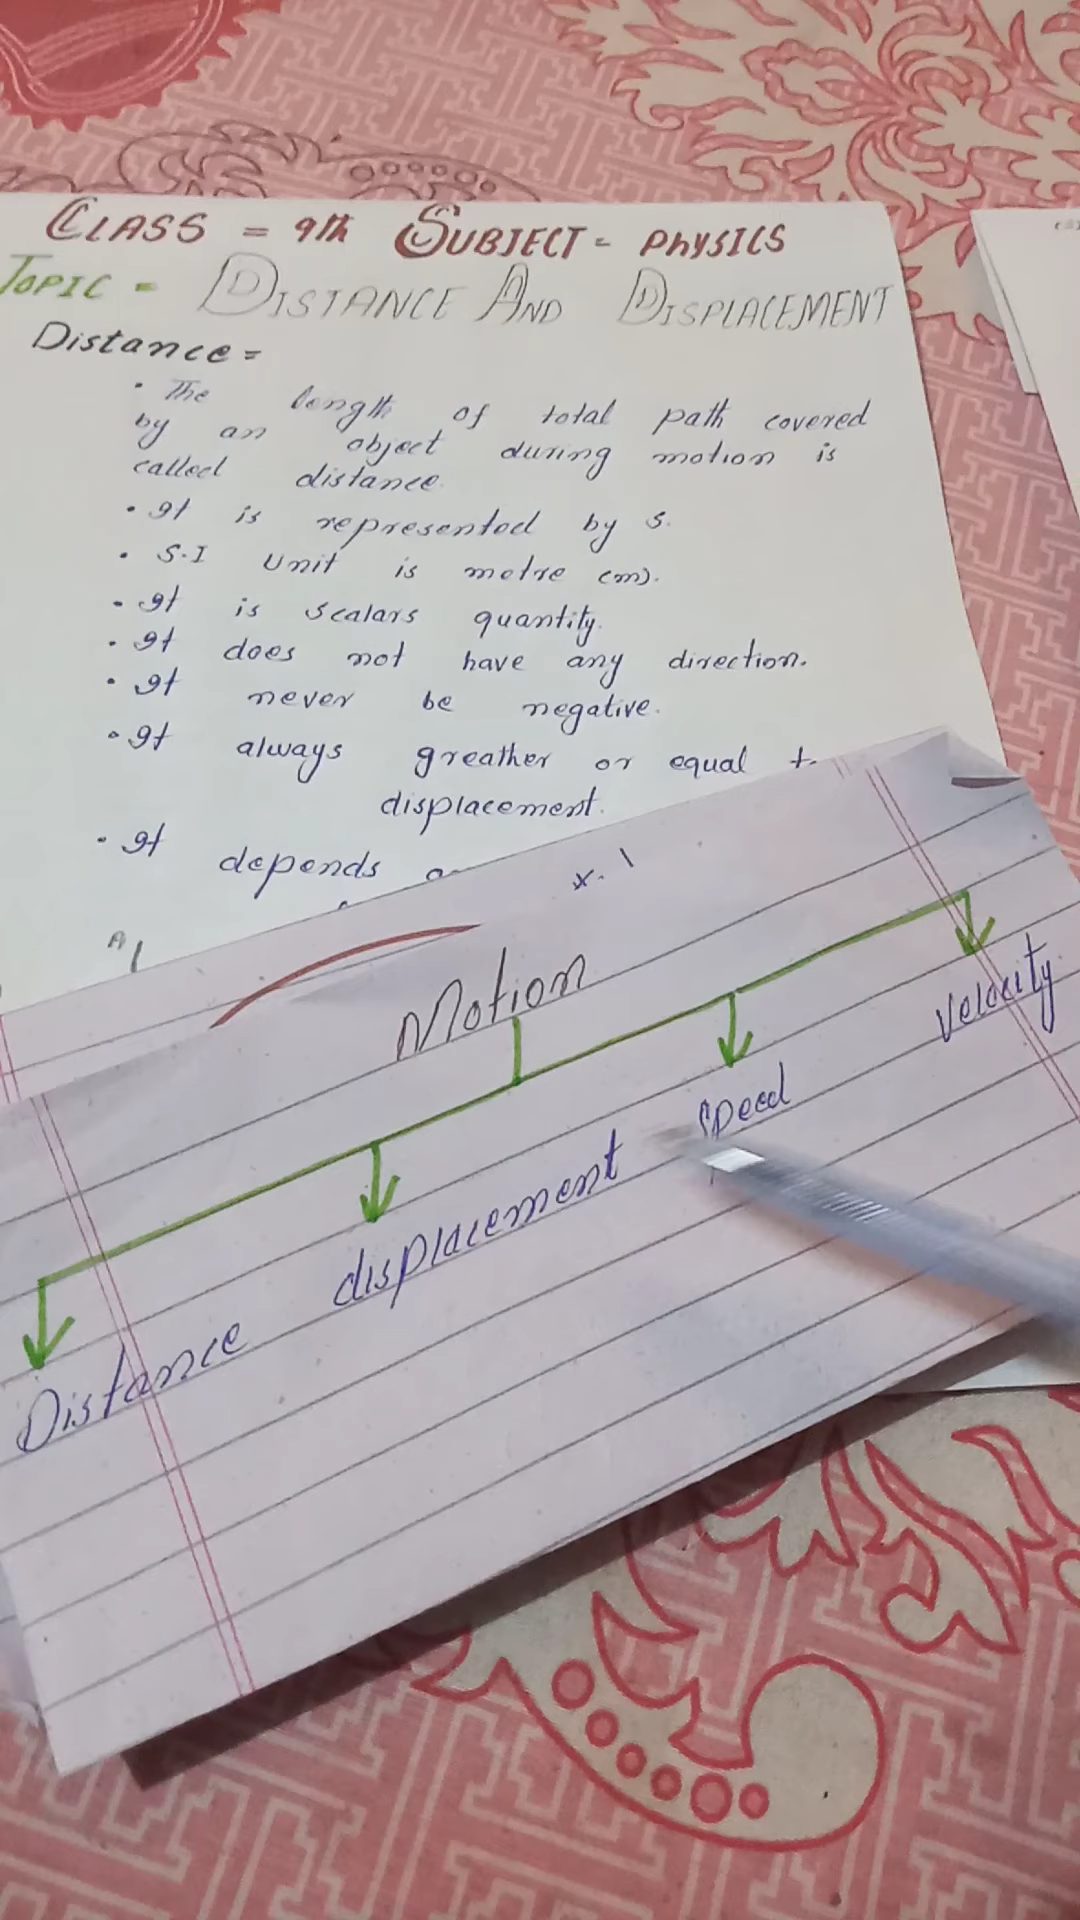 CLASS = 9th SUBJECT = PhySICS
TOPIC = DISTANCE AND DISPLACEMENT
Distance =
• The length of total path covered
by an object during motion is
called distance.
• It is represented by s.
• S.I Unit is metre (m).
• It is scalars quantity.
• It does not have any direction.
• It never be negative.
• It always greather or equal
displacement.
• It depends
Motion
Velocity
Speed
displacement
Distance